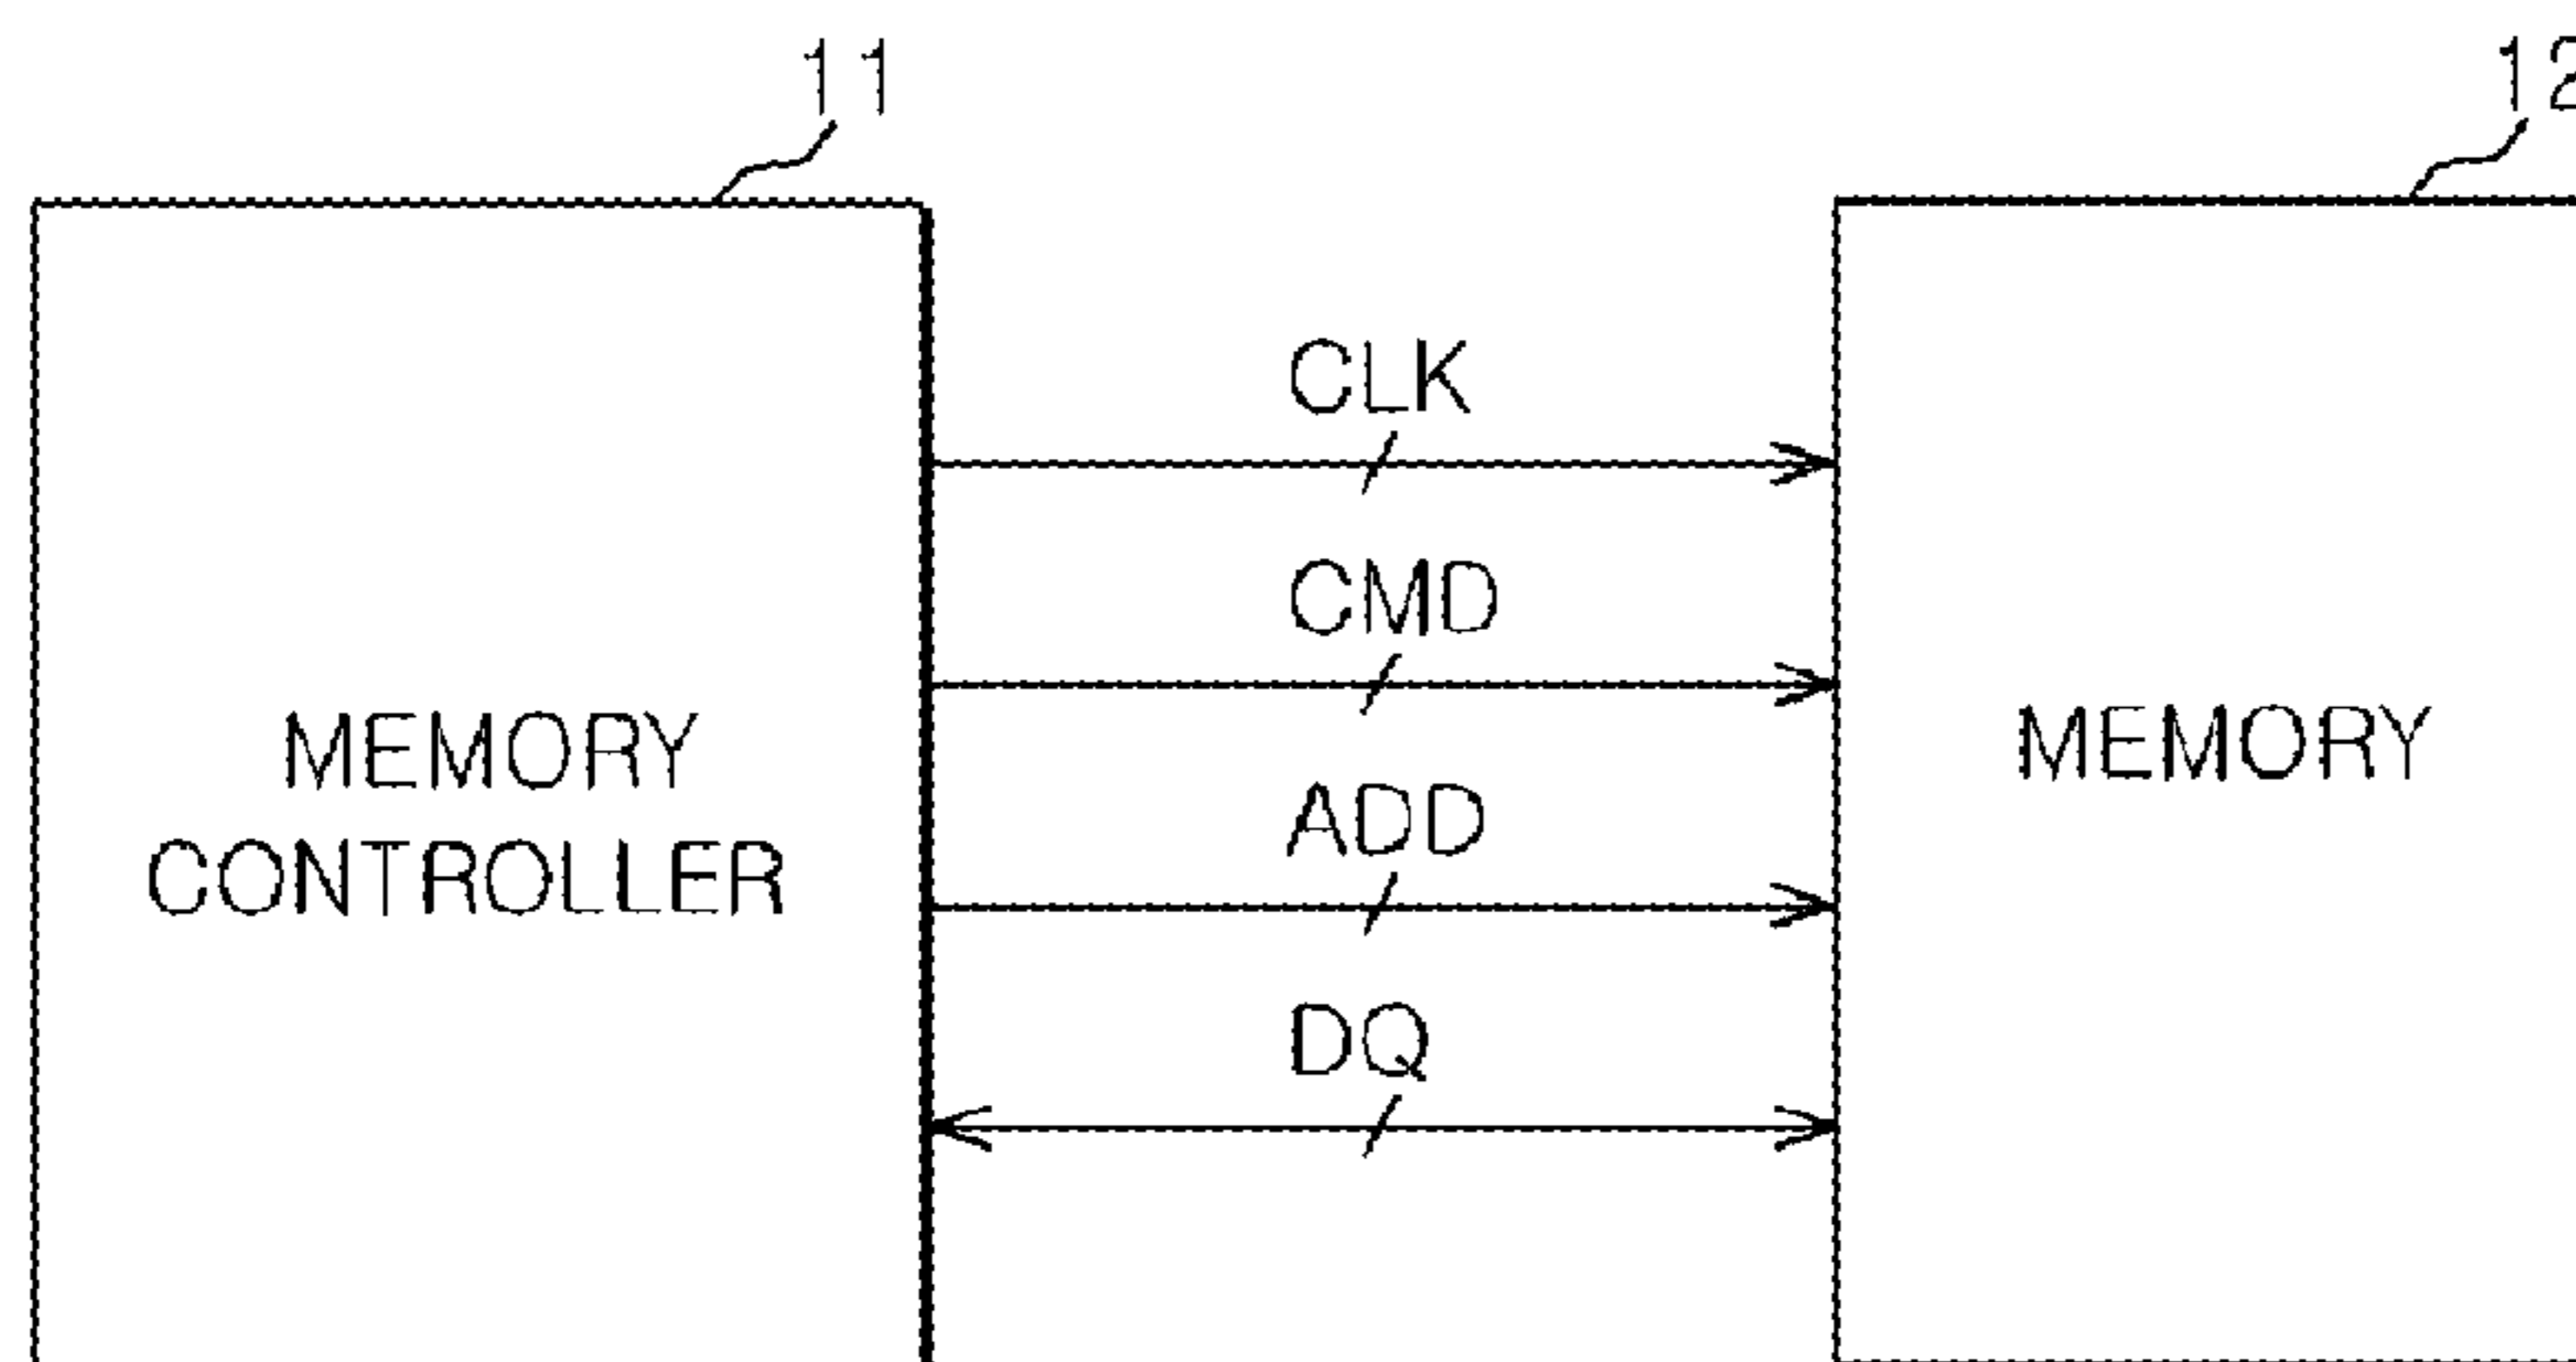 11
12
CLK
CMD
MEMORY
CONTROLLER
MEMORY
ADD
DQ